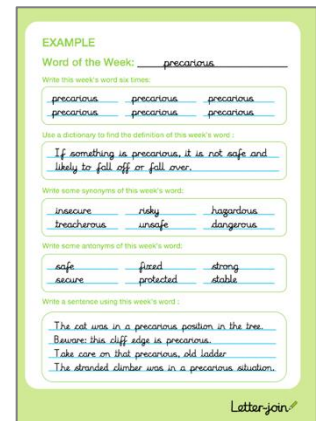 EXAMPLE
Word of the Week: precarious
Write this week's word six times:
precarious precarious precarious
precarious precarious precarious
Use a dictionary to find the definition of this week's word :
If something is precarious, it is not safe and
likely to fall off or fall over.
Write some synonyms of this week's word:
insecure risky hazardous
treacherous unsafe dangerous
Write some antonyms of this week's word:
safe fixed strong
secure protected stable
Write a sentence using this week's word :
The cat was in a precarious position in the tree.
Beware: this cliff edge is precarious.
Take care on that precarious, old ladder
The stranded climber was in a precarious situation.
Letter-join